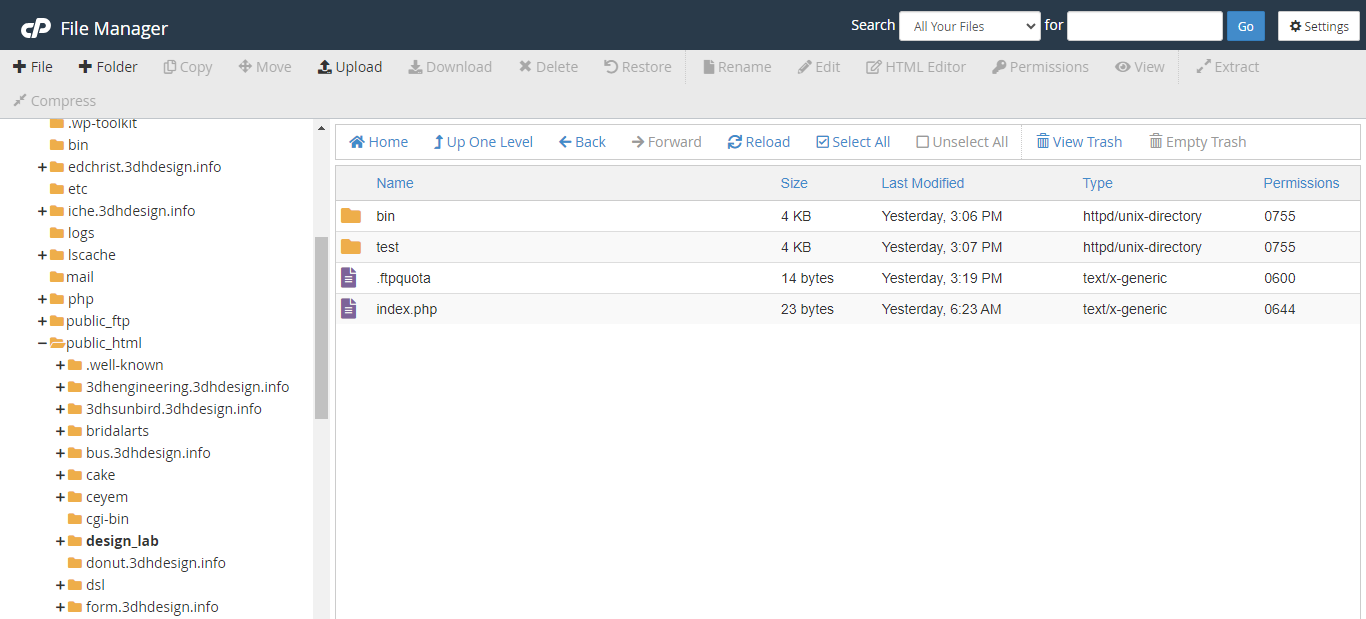 cP File Manager Search All Your Files for Go Settings
File Folder Copy Move Upload Download Delete Restore Rename Edit HTML Editor Permissions View Extract
Compress
.wp-toolkit
bin
edchrist.3dhdesign.info
etc
iche.3dhdesign.info
logs
lscache
mail
php
public_ftp
public_html
.well-known
3dhengineering.3dhdesign.info
3dhsunbird.3dhdesign.info
bridalarts
bus.3dhdesign.info
cake
ceyem
cgi-bin
design_lab
donut.3dhdesign.info
dsl
form.3dhdesign.info
Home Up One Level Back Forward Reload Select All Unselect All View Trash Empty Trash
Name Size Last Modified Type Permissions
bin 4 KB Yesterday, 3:06 PM httpd/unix-directory 0755
test 4 KB Yesterday, 3:07 PM httpd/unix-directory 0755
.ftpquota 14 bytes Yesterday, 3:19 PM text/x-generic 0600
index.php 23 bytes Yesterday, 6:23 AM text/x-generic 0644